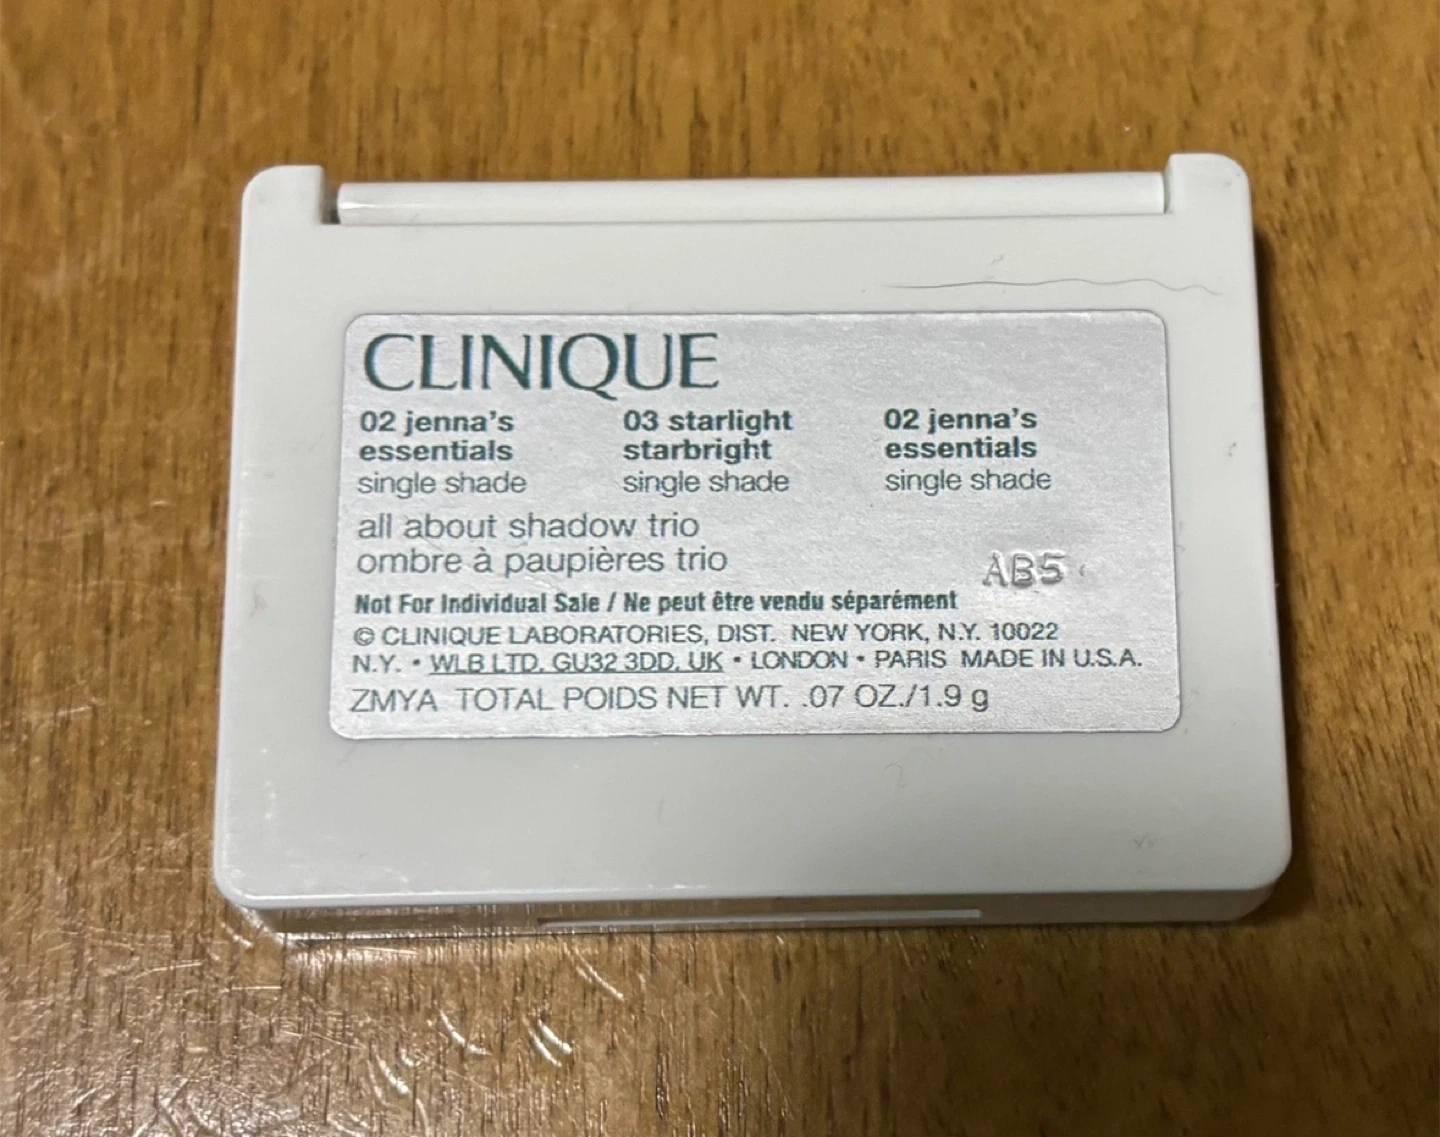 CLINIQUE
02 jenna's 03 starlight 02 jenna's
essentials starbright essentials
single shade single shade single shade
all about shadow trio
ombre à paupières trio
AB5
Not For Individual Sale / Ne peut être vendu séparément
© CLINIQUE LABORATORIES, DIST. NEW YORK, N.Y. 10022
N.Y. • WLB LTD. GU32 3DD, UK • LONDON • PARIS MADE IN U.S.A.
ZMYA TOTAL POIDS NET WT. .07 OZ./1.9 g